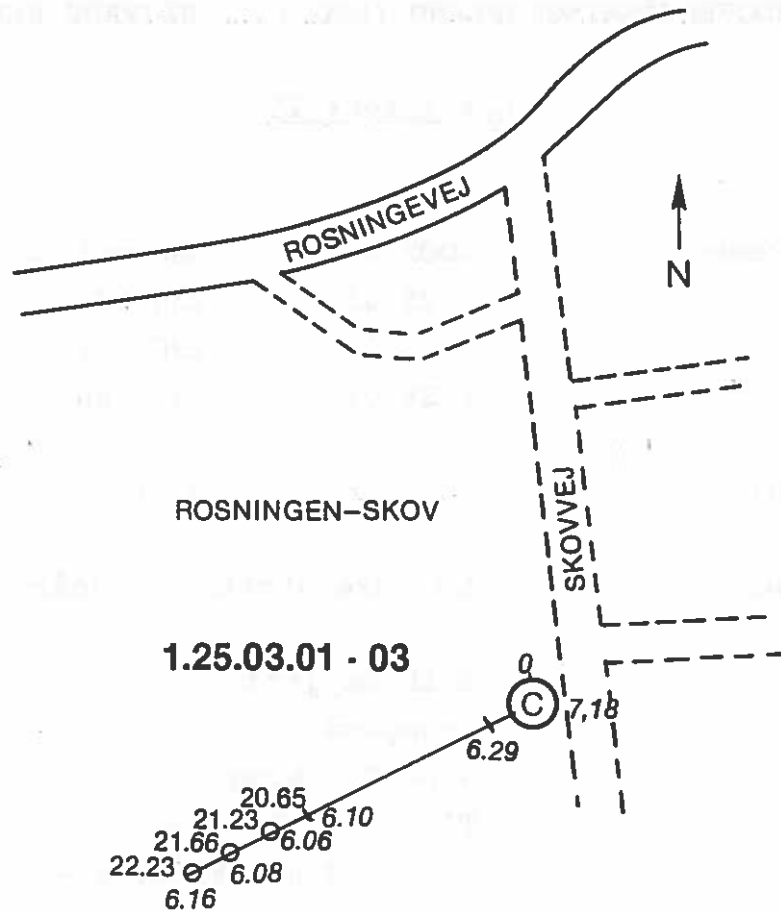 ROSNINGEVEJ
N
ROSNINGEN-SKOV
SKOVVEJ
1.25.03.01 - 03
0
C
7,18
6.29
20.65
6.10
21.23
6.06
21.66
6.08
22.23
6.16